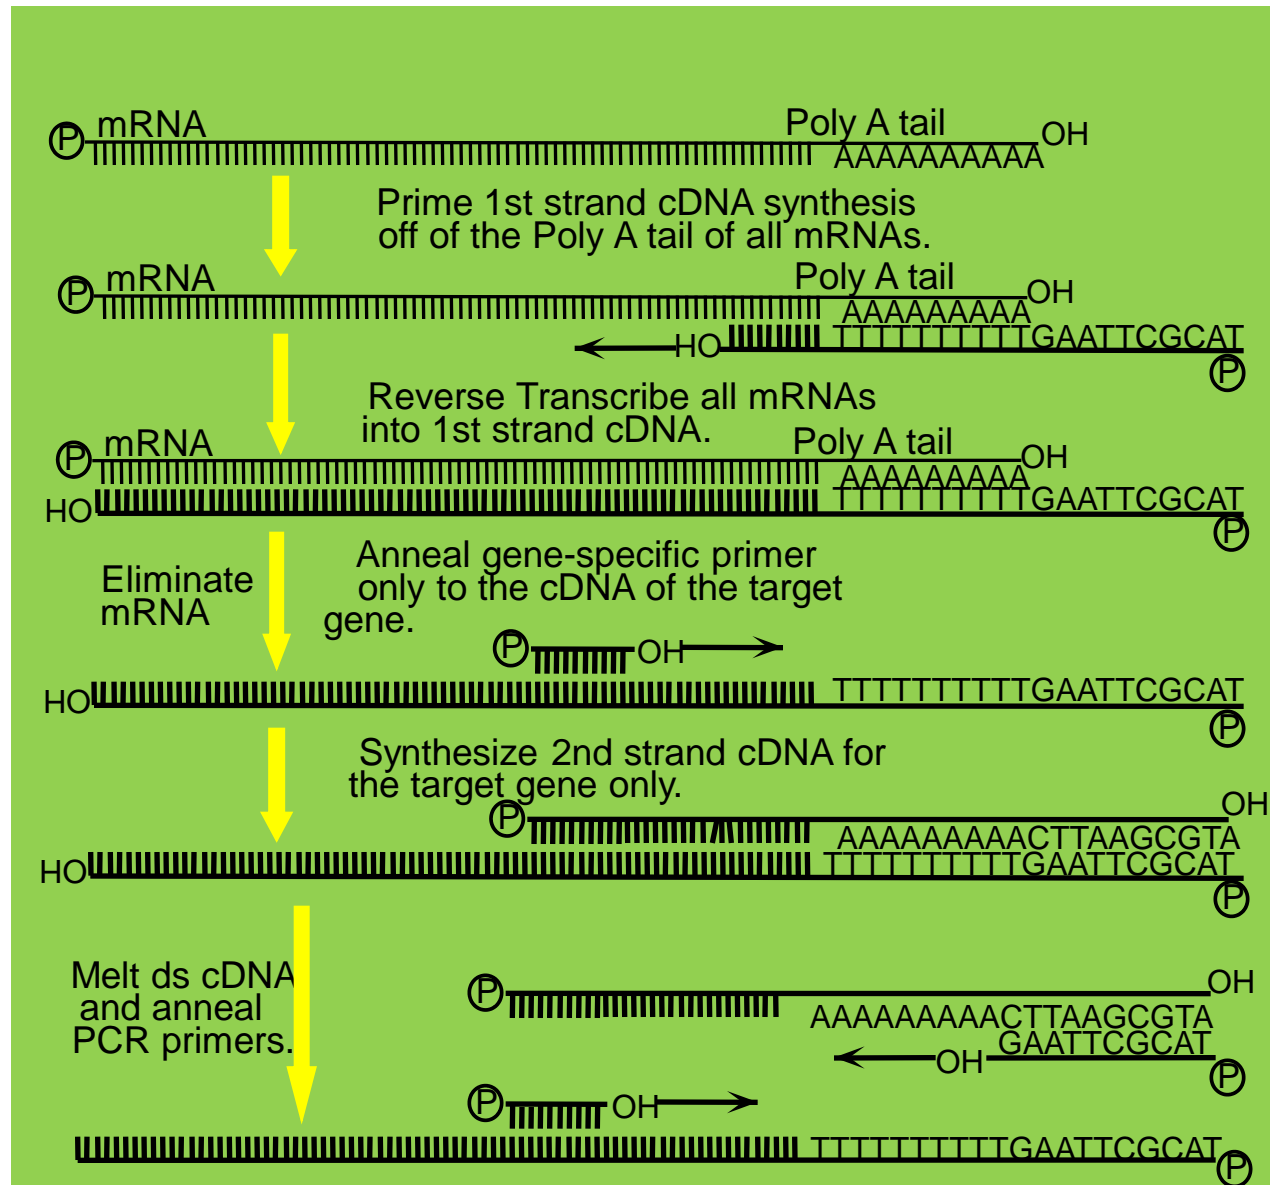 mRNA Poly A tail
P OH
AAAAAAAAAA
Prime 1st strand cDNA synthesis
off of the Poly A tail of all mRNAs.
mRNA Poly A tail
P OH
AAAAAAAAA
HO TTTTTTTTTTGAATTCGCAT
P
Reverse Transcribe all mRNAs
into 1st strand cDNA.
mRNA Poly A tail
P OH
AAAAAAAAA
HO TTTTTTTTTTGAATTCGCAT
P
Eliminate
mRNA
Anneal gene-specific primer
only to the cDNA of the target
gene.
P OH
HO TTTTTTTTTTGAATTCGCAT
P
Synthesize 2nd strand cDNA for
the target gene only.
P OH
AAAAAAAAACTTAAGCGTA
HO TTTTTTTTTTGAATTCGCAT
P
Melt ds cDNA
and anneal
PCR primers.
P OH
AAAAAAAAACTTAAGCGTA
GAATTCGCAT
OH P
P OH
TTTTTTTTTTGAATTCGCAT
P